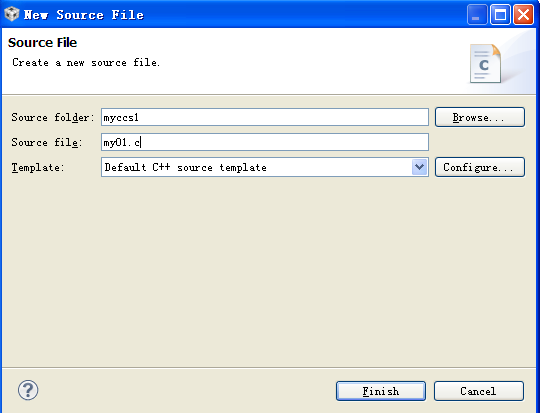 New Source File
Source File
Create a new source file.
C
Source folder: myccs1 Browse...
Source file: my01.c
Template: Default C++ source template Configure...
? Finish Cancel